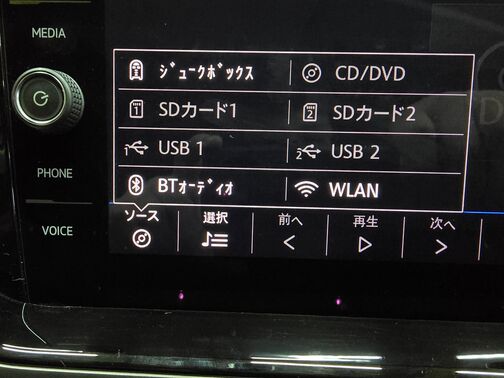 MEDIA
ｼﾞｭｰｸﾎﾞｯｸｽ CD/DVD
SDカード1 SDカード2
USB 1 USB 2
PHONE
BTｵｰﾃﾞｨｵ WLAN
VOICE
ソース 選択 前へ 再生 次へ